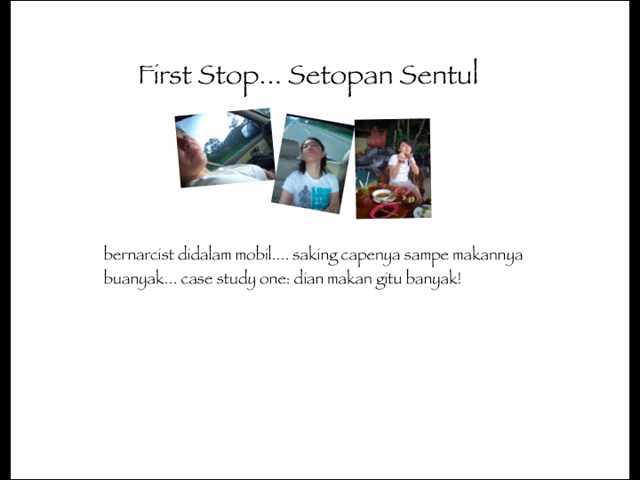 First Stop... Setopan Sentul
bernarcist didalam mobil.... saking capenya sampe makannya
buanyak... case study one: dian makan gitu banyak!